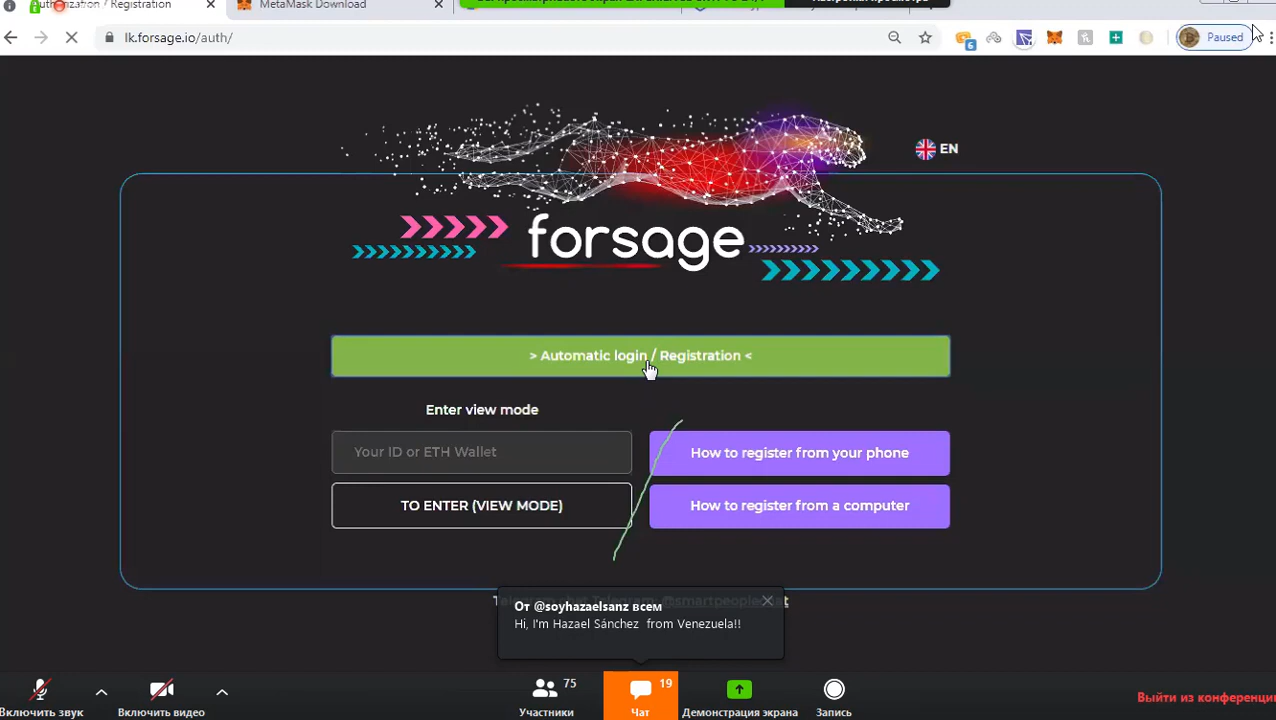 Registration
MetaMask Download
lk.forsage.io/auth/
6
Paused
EN
forsage
> Automatic login / Registration <
Enter view mode
Your ID or ETH Wallet
How to register from your phone
TO ENTER (VIEW MODE)
How to register from a computer
@smartpeoplechat
От @soyhazaelsanz всем
Hi, I'm Hazael Sánchez from Venezuela!!
75
19
Включить звук
Включить видео
Участники
Чат
Демонстрация экрана
Запись
Выйти из конференци